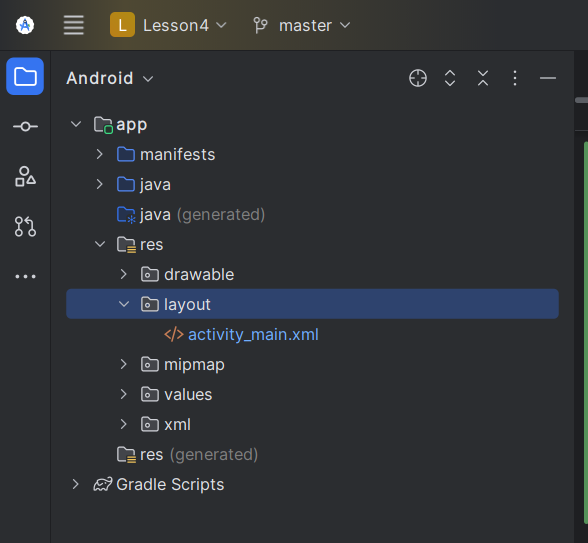 L Lesson4 master
Android
app
manifests
java
java (generated)
res
drawable
layout
</> activity_main.xml
mipmap
values
xml
res (generated)
Gradle Scripts